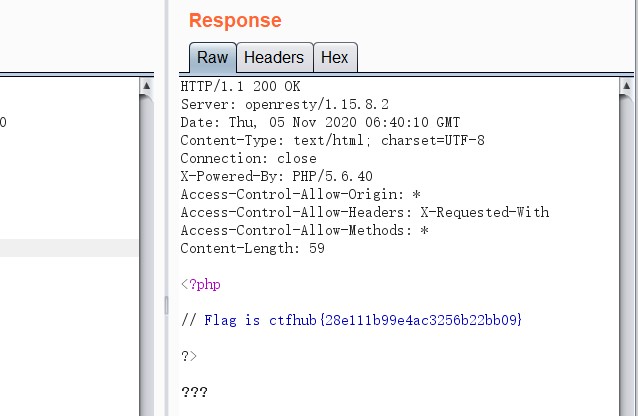 Response
Raw Headers Hex
HTTP/1.1 200 OK
Server: openresty/1.15.8.2
Date: Thu, 05 Nov 2020 06:40:10 GMT
Content-Type: text/html; charset=UTF-8
Connection: close
X-Powered-By: PHP/5.6.40
Access-Control-Allow-Origin: *
Access-Control-Allow-Headers: X-Requested-With
Access-Control-Allow-Methods: *
Content-Length: 59
<?php
// Flag is ctfhub{28e111b99e4ac3256b22bb09}
?>
???
0